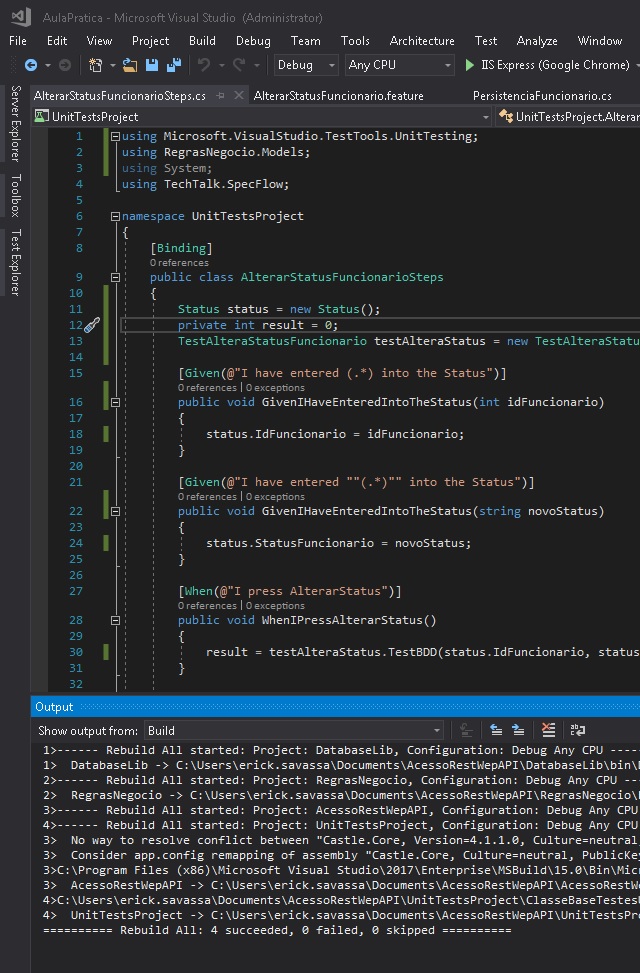 AulaPratica - Microsoft Visual Studio (Administrator)
File Edit View Project Build Debug Team Tools Architecture Test Analyze Window
Debug Any CPU IIS Express (Google Chrome)
Server Explorer
Toolbox
Test Explorer
AlterarStatusFuncionarioSteps.cs AlterarStatusFuncionario.feature PersistenciaFuncionario.cs
UnitTestsProject UnitTestsProject.Alterar
1 using Microsoft.VisualStudio.TestTools.UnitTesting;
2 using RegrasNegocio.Models;
3 using System;
4 using TechTalk.SpecFlow;
5
6 namespace UnitTestsProject
7 {
8 [Binding]
0 references
9 public class AlterarStatusFuncionarioSteps
10 {
11 Status status = new Status();
12 private int result = 0;
13 TestAlteraStatusFuncionario testAlteraStatus = new TestAlteraStatu
14
15 [Given(@"I have entered (.*) into the Status")]
0 references | 0 exceptions
16 public void GivenIHaveEnteredIntoTheStatus(int idFuncionario)
17 {
18 status.IdFuncionario = idFuncionario;
19 }
20
21 [Given(@"I have entered ""(.*)"" into the Status")]
0 references | 0 exceptions
22 public void GivenIHaveEnteredIntoTheStatus(string novoStatus)
23 {
24 status.StatusFuncionario = novoStatus;
25 }
26
27 [When(@"I press AlterarStatus")]
0 references | 0 exceptions
28 public void WhenIPressAlterarStatus()
29 {
30 result = testAlteraStatus.TestBDD(status.IdFuncionario, status
31 }
32
Output
Show output from: Build
1>------ Rebuild All started: Project: DatabaseLib, Configuration: Debug Any CPU -----
1> DatabaseLib -> C:\Users\erick.savassa\Documents\AcessoRestWepAPI\DatabaseLib\bin\
2>------ Rebuild All started: Project: RegrasNegocio, Configuration: Debug Any CPU ---
2> RegrasNegocio -> C:\Users\erick.savassa\Documents\AcessoRestWepAPI\RegrasNegocio\
3>------ Rebuild All started: Project: AcessoRestWepAPI, Configuration: Debug Any CPU
4>------ Rebuild All started: Project: UnitTestsProject, Configuration: Debug Any CPU
3> No way to resolve conflict between "Castle.Core, Version=4.1.1.0, Culture=neutral,
3> Consider app.config remapping of assembly "Castle.Core, Culture=neutral, PublicKe
3>C:\Program Files (x86)\Microsoft Visual Studio\2017\Enterprise\MSBuild\15.0\Bin\Mic
3> AcessoRestWepAPI -> C:\Users\erick.savassa\Documents\AcessoRestWepAPI\AcessoRestWe
4>C:\Users\erick.savassa\Documents\AcessoRestWepAPI\UnitTestsProject\ClasseBaseTestesU
4> UnitTestsProject -> C:\Users\erick.savassa\Documents\AcessoRestWepAPI\UnitTestsPr
========== Rebuild All: 4 succeeded, 0 failed, 0 skipped ==========